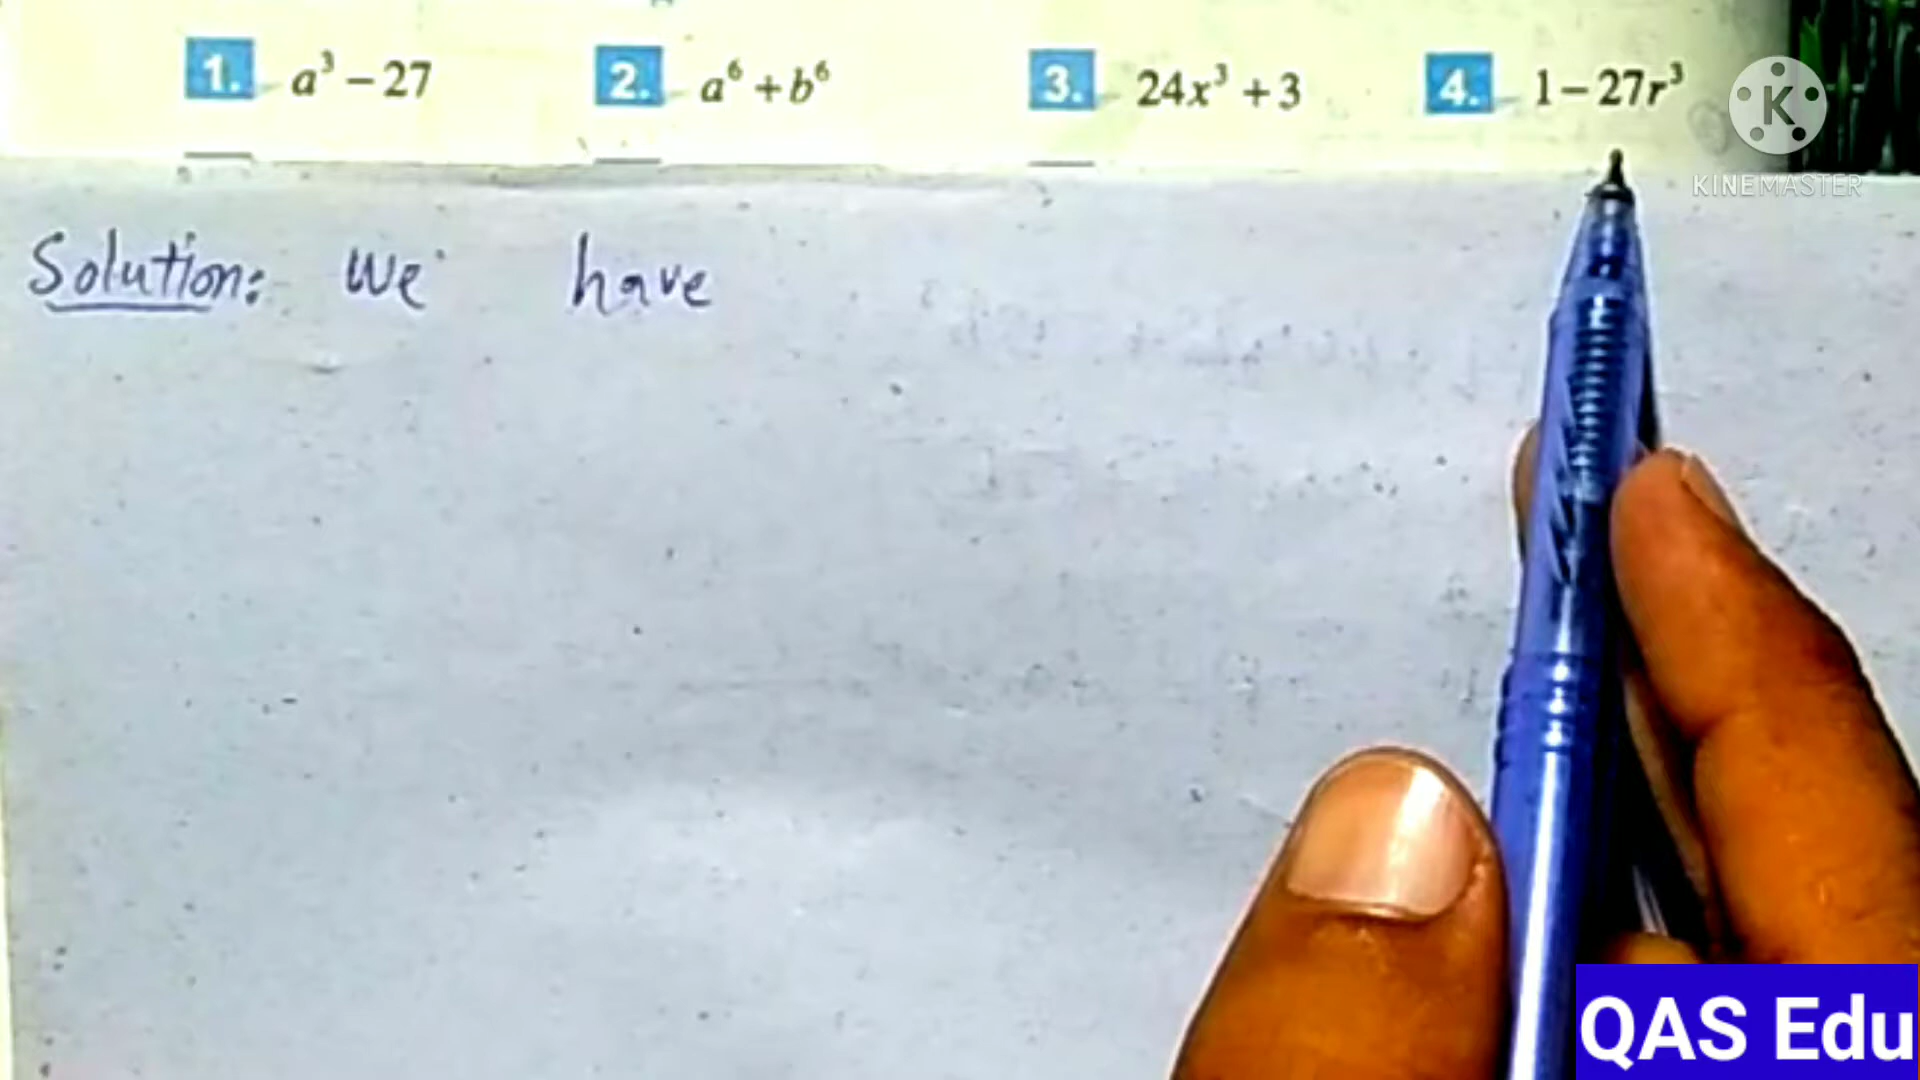 1. a³ – 27 2. a⁶ + b⁶ 3. 24x³ + 3 4. 1 – 27r³
K
KINEMASTER
Solution: We have
QAS Edu